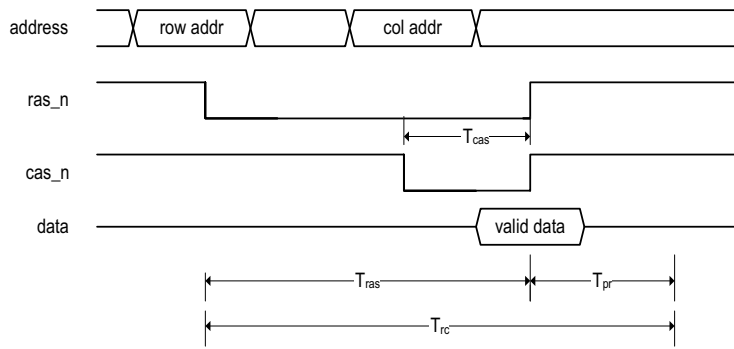 address row addr col addr
ras_n
Tcas
cas_n
data valid data
Tras Tpr
Trc